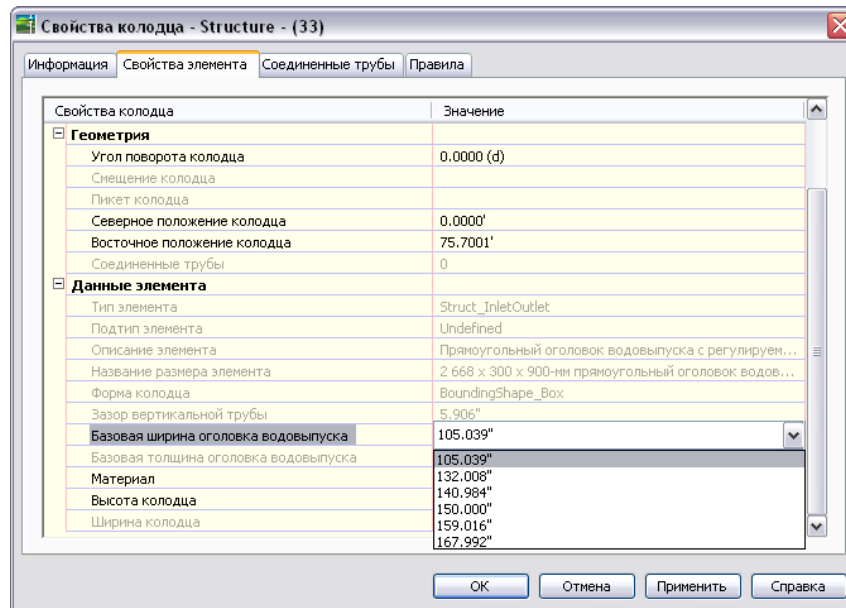 Свойства колодца - Structure - (33)
Информация Свойства элемента Соединенные трубы Правила
Свойства колодца Значение
Геометрия
Угол поворота колодца 0.0000 (d)
Смещение колодца
Пикет колодца
Северное положение колодца 0.0000'
Восточное положение колодца 75.7001'
Соединенные трубы 0
Данные элемента
Тип элемента Struct_InletOutlet
Подтип элемента Undefined
Описание элемента Прямоугольный оголовок водовыпуска с регулируем...
Название размера элемента 2 668 x 300 x 900-мм прямоугольный оголовок водов...
Форма колодца BoundingShape_Box
Зазор вертикальной трубы 5.906"
Базовая ширина оголовка водовыпуска 105.039"
Базовая толщина оголовка водовыпуска 105.039"
132.008"
Материал 140.984"
Высота колодца 150.000"
159.016"
Ширина колодца 167.992"
ОК Отмена Применить Справка